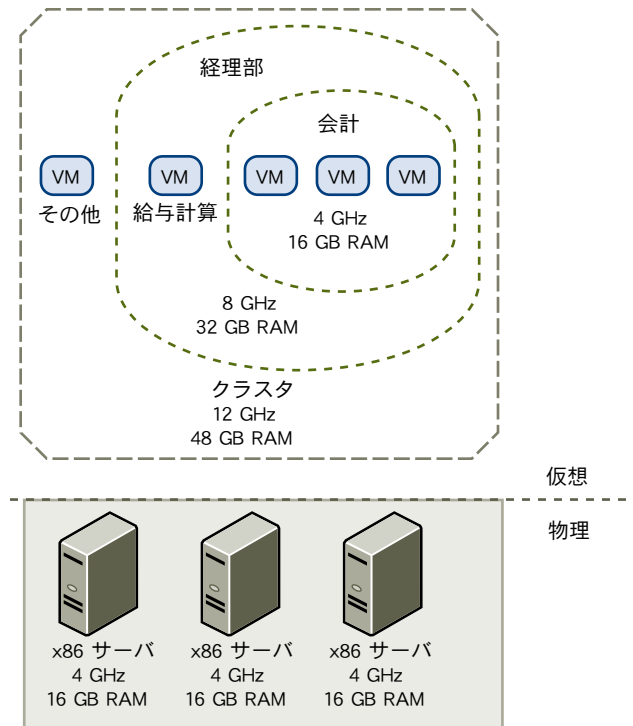 経理部
会計
VM
VM
VM
VM
VM
その他
給与計算
4 GHz
16 GB RAM
8 GHz
32 GB RAM
クラスタ
12 GHz
48 GB RAM
仮想
物理
x86 サーバ
4 GHz
16 GB RAM
x86 サーバ
4 GHz
16 GB RAM
x86 サーバ
4 GHz
16 GB RAM